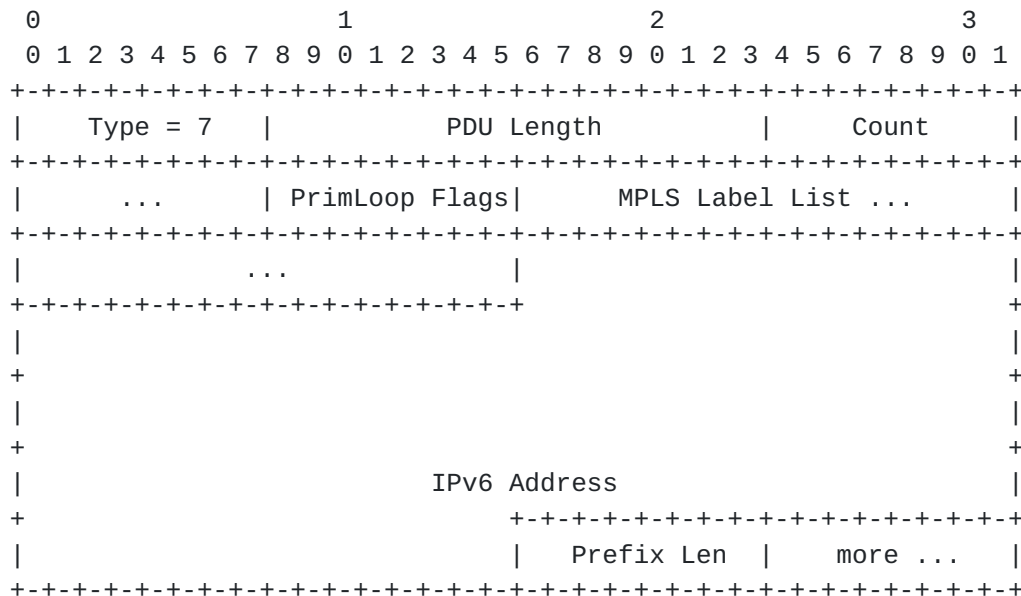 0                   1                   2                   3
 0 1 2 3 4 5 6 7 8 9 0 1 2 3 4 5 6 7 8 9 0 1 2 3 4 5 6 7 8 9 0 1
+-+-+-+-+-+-+-+-+-+-+-+-+-+-+-+-+-+-+-+-+-+-+-+-+-+-+-+-+-+-+-+-+
|    Type = 7   |           PDU Length          |     Count     |
+-+-+-+-+-+-+-+-+-+-+-+-+-+-+-+-+-+-+-+-+-+-+-+-+-+-+-+-+-+-+-+-+
|      ...      | PrimLoop Flags|      MPLS Label List ...      |
+-+-+-+-+-+-+-+-+-+-+-+-+-+-+-+-+-+-+-+-+-+-+-+-+-+-+-+-+-+-+-+-+
|              ...              |                               |
+-+-+-+-+-+-+-+-+-+-+-+-+-+-+-+-+                               +
|                                                               |
+                                                               +
|                                                               |
+                                                               +
|                          IPv6 Address                         |
+                               +-+-+-+-+-+-+-+-+-+-+-+-+-+-+-+-+
|                               |   Prefix Len  |    more ...   |
+-+-+-+-+-+-+-+-+-+-+-+-+-+-+-+-+-+-+-+-+-+-+-+-+-+-+-+-+-+-+-+-+